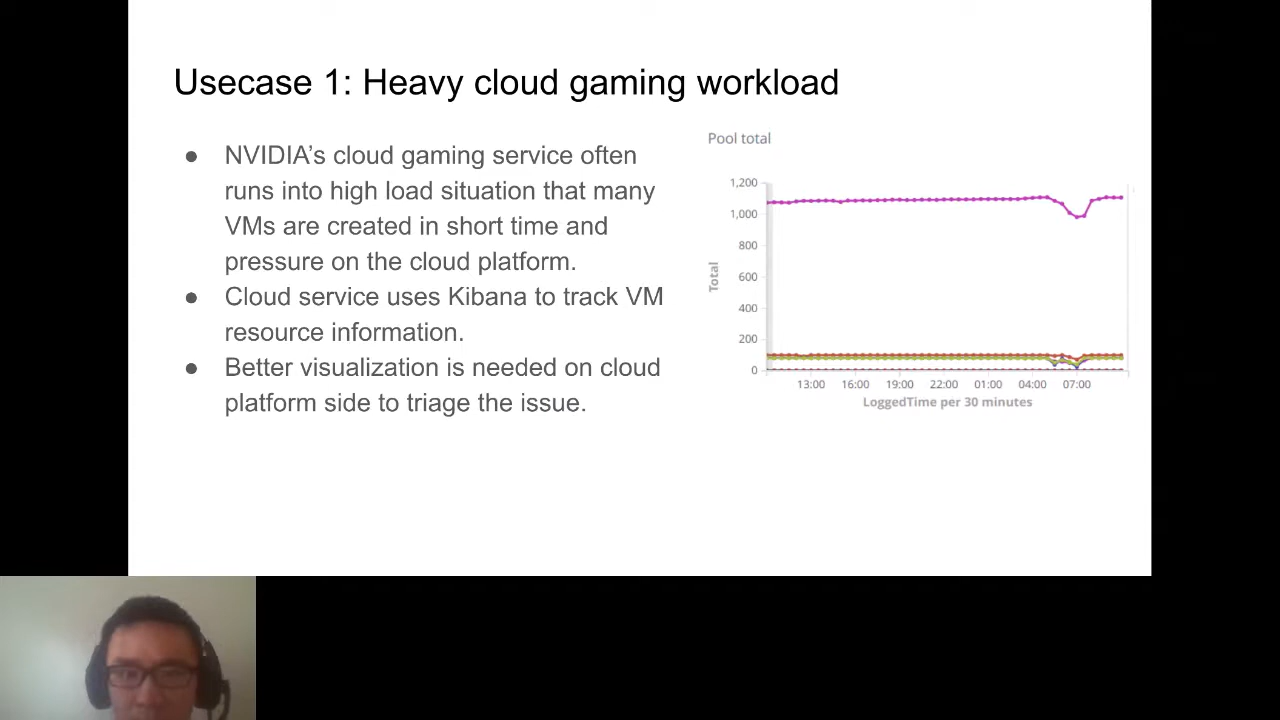 Usecase 1: Heavy cloud gaming workload
● NVIDIA’s cloud gaming service often
runs into high load situation that many
VMs are created in short time and
pressure on the cloud platform.
● Cloud service uses Kibana to track VM
resource information.
● Better visualization is needed on cloud
platform side to triage the issue.
Pool total
1,200
1,000
800
600
400
200
0
Total
13:00 16:00 19:00 22:00 01:00 04:00 07:00
LoggedTime per 30 minutes